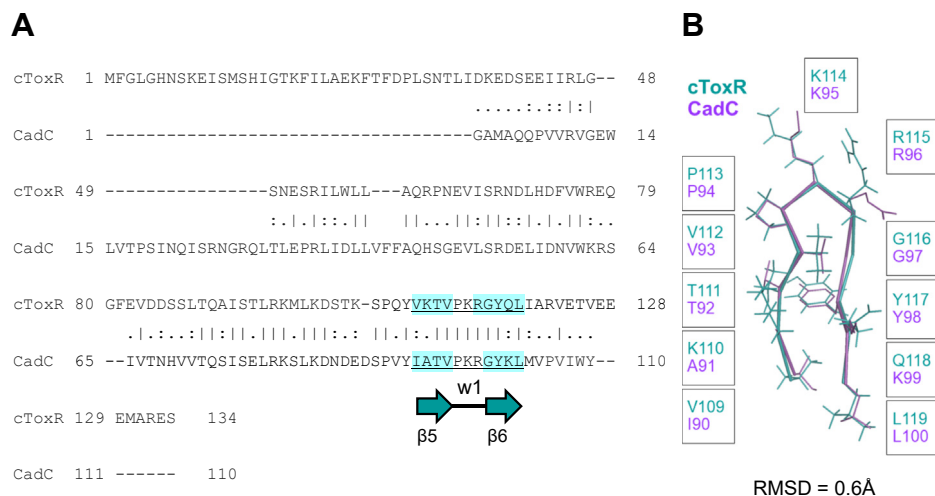 A
cToxR 1 MFGLGHNSKEISMSHIGTKFILAEKFTFDPLSNTLIDKEDSEEIIRLG-- 48
.....:.::|:|
CadC 1 -------------------------------------GAMAQQPVVRVGEW 14
cToxR 49 ----------------SNESRILWLL---AQRPNEVISRNDLHDFVWREQ 79
:.|.|::.|| ||...||:||:|:.::||:..
CadC 15 LVTPSINQISRNGRQLTLEPRLIDLLVFFAQHSGEVLSRDELIDNVWKRS 64
cToxR 80 GFEVDDSSLTQAISTLRKMLKDSTK-SPQYVKTVPKRGYQLIARVETVEE 128
.|:.|::|||:||.|||.|||:. ||.|:.|||||||:|:.|.|..
CadC 65 --IVTNHVVTQSISELRKSLKDNDEDSPVYIATVPKRGYKLMVPVIWY-- 110
w1
β5 β6
cToxR 129 EMARES 134
CadC 111 ------ 110
B
cToxR
CadC
K114
K95
R115
R96
P113
P94
V112
V93
G116
G97
T111
T92
Y117
Y98
K110
A91
Q118
K99
V109
I90
L119
L100
RMSD = 0.6Å